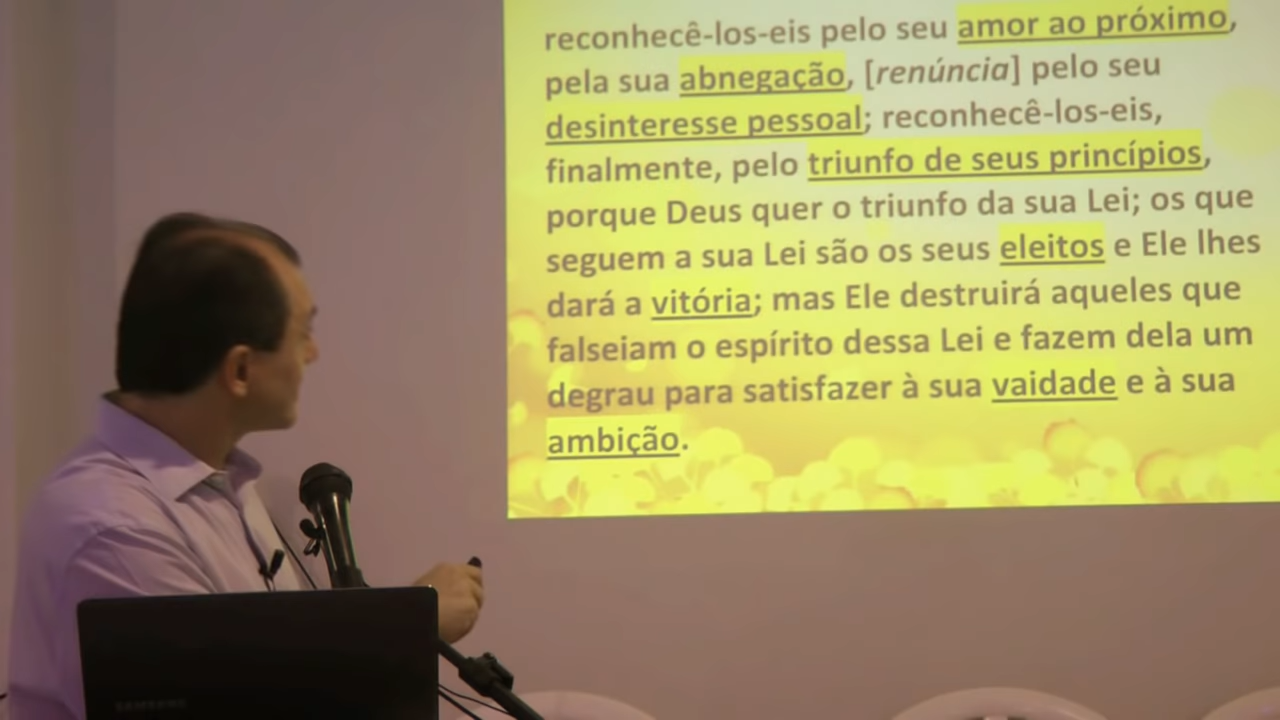 reconhecê-los-eis pelo seu amor ao próximo,
pela sua abnegação, [renúncia] pelo seu
desinteresse pessoal; reconhecê-los-eis,
finalmente, pelo triunfo de seus princípios,
porque Deus quer o triunfo da sua Lei; os que
seguem a sua Lei são os seus eleitos e Ele lhes
dará a vitória; mas Ele destruirá aqueles que
falseiam o espírito dessa Lei e fazem dela um
degrau para satisfazer à sua vaidade e à sua
ambição.
SAMSUNG